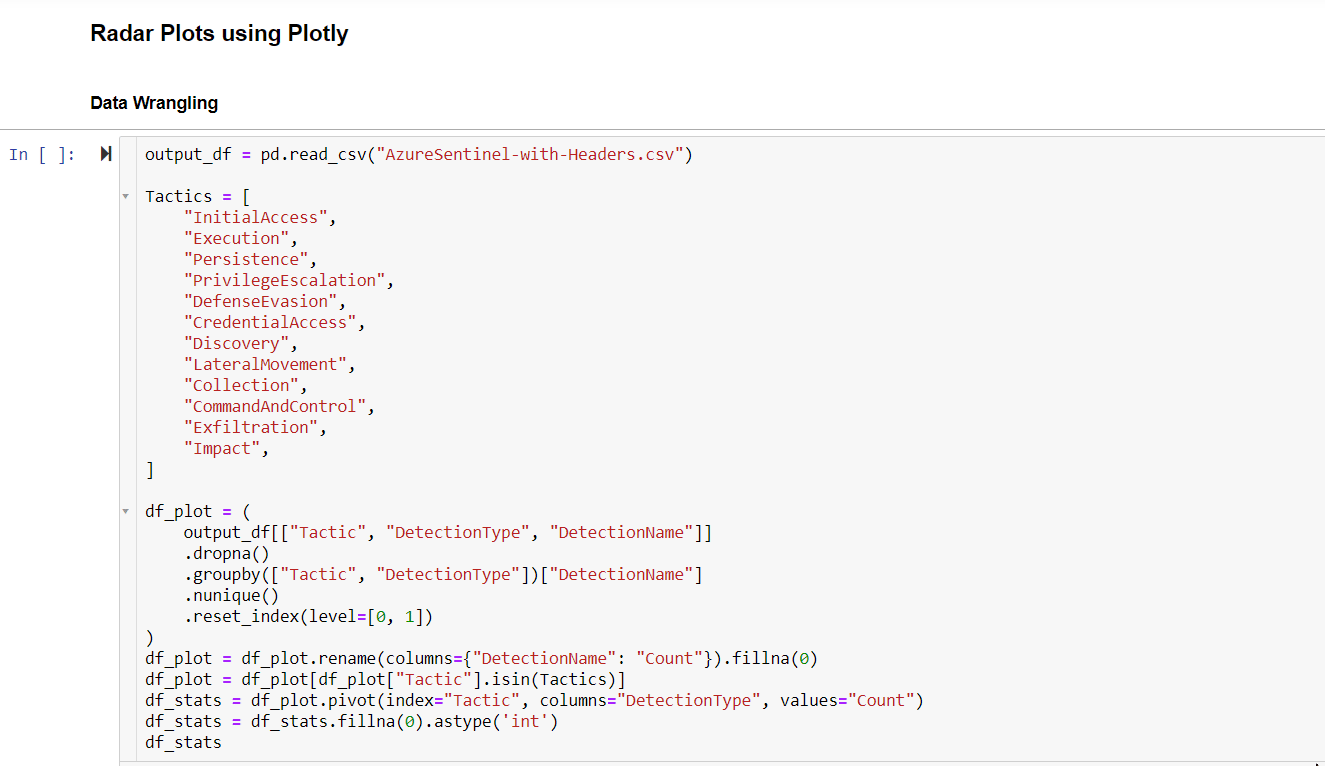 Radar Plots using Plotly
Data Wrangling
In [ ]:
output_df = pd.read_csv("AzureSentinel-with-Headers.csv")
Tactics = [
    "InitialAccess",
    "Execution",
    "Persistence",
    "PrivilegeEscalation",
    "DefenseEvasion",
    "CredentialAccess",
    "Discovery",
    "LateralMovement",
    "Collection",
    "CommandAndControl",
    "Exfiltration",
    "Impact",
]
df_plot = (
    output_df[["Tactic", "DetectionType", "DetectionName"]]
    .dropna()
    .groupby(["Tactic", "DetectionType"])["DetectionName"]
    .nunique()
    .reset_index(level=[0, 1])
)
df_plot = df_plot.rename(columns={"DetectionName": "Count"}).fillna(0)
df_plot = df_plot[df_plot["Tactic"].isin(Tactics)]
df_stats = df_plot.pivot(index="Tactic", columns="DetectionType", values="Count")
df_stats = df_stats.fillna(0).astype('int')
df_stats